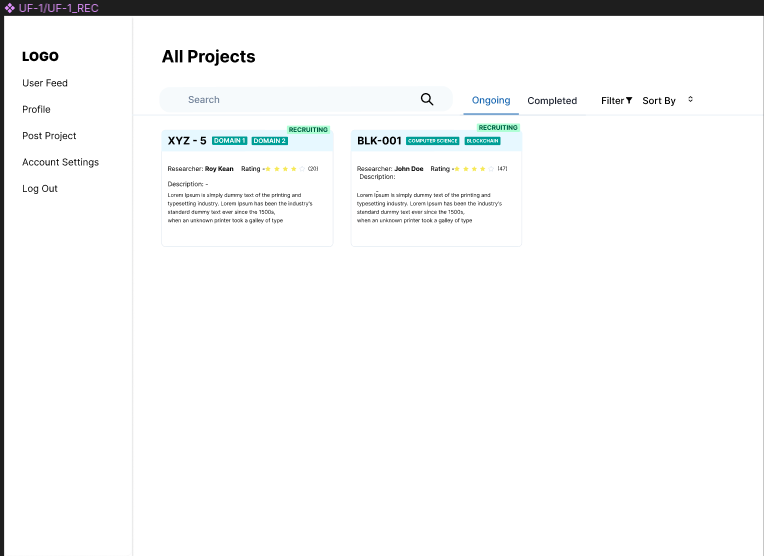 UF-1/UF-1_REC
LOGO
User Feed
Profile
Post Project
Account Settings
Log Out
All Projects
Search
Ongoing
Completed
Filter
Sort By
RECRUITING
XYZ - 5 DOMAIN 1 DOMAIN 2
Researcher: Roy Kean Rating - (20)
Description: -
Lorem Ipsum is simply dummy text of the printing and
typesetting industry. Lorem Ipsum has been the industry's
standard dummy text ever since the 1500s,
when an unknown printer took a galley of type
RECRUITING
BLK-001 COMPUTER SCIENCE BLOCKCHAIN
Researcher: John Doe Rating - (47)
Description:
-
Lorem Ipsum is simply dummy text of the printing and
typesetting industry. Lorem Ipsum has been the industry's
standard dummy text ever since the 1500s,
when an unknown printer took a galley of type